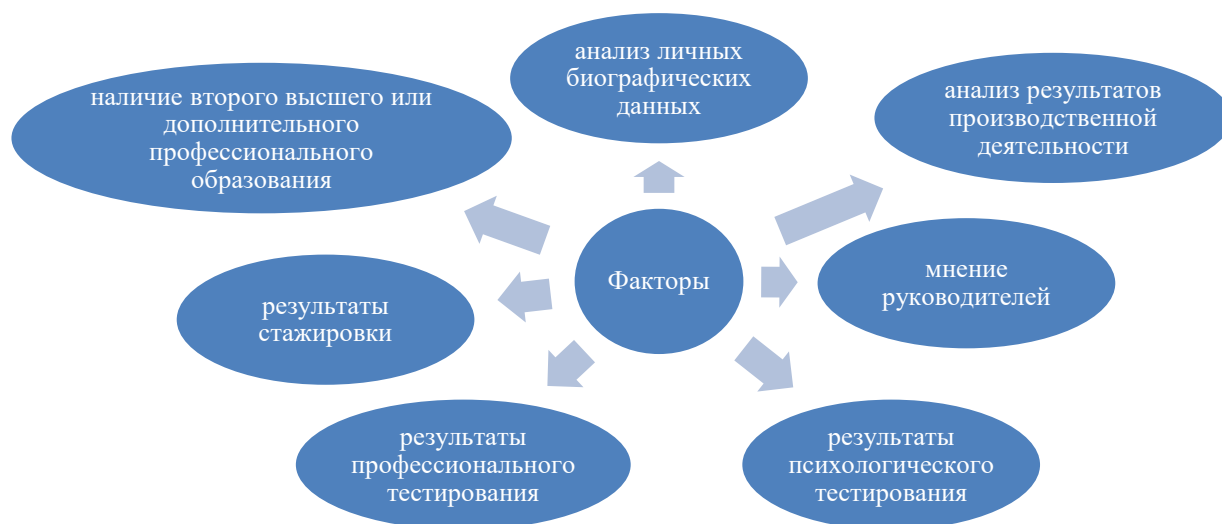 анализ личных
биографических
данных
наличие второго высшего или
дополнительного
профессионального
образования
анализ результатов
производственной
деятельности
Факторы
мнение
руководителей
результаты
стажировки
результаты
профессионального
тестирования
результаты
психологического
тестирования